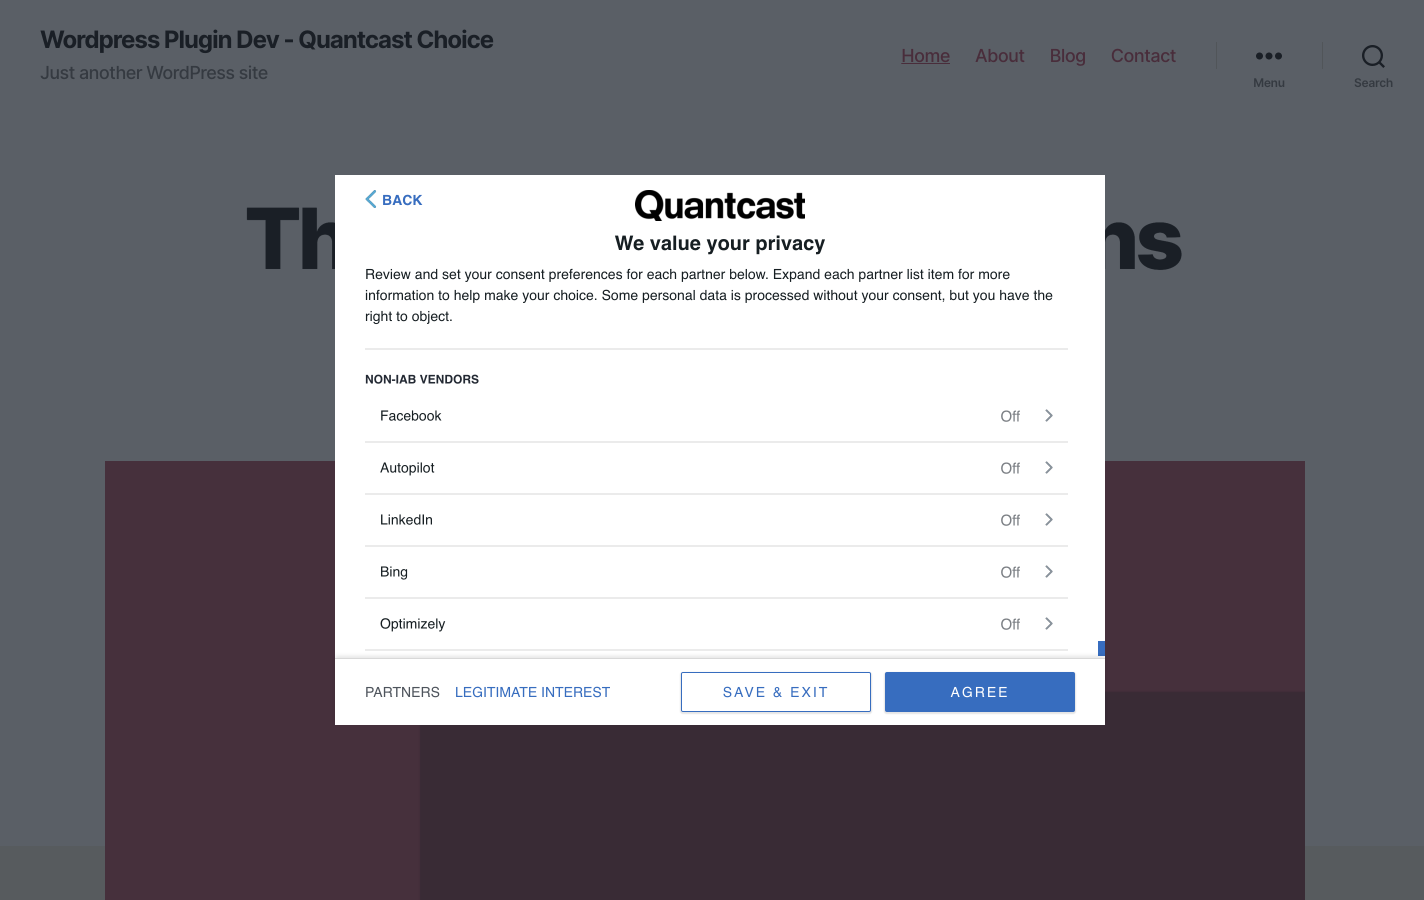 Wordpress Plugin Dev - Quantcast Choice
Just another WordPress site
Home About Blog Contact
Menu
Search
BACK
Quantcast
We value your privacy
Review and set your consent preferences for each partner below. Expand each partner list item for more
information to help make your choice. Some personal data is processed without your consent, but you have the
right to object.
NON-IAB VENDORS
Facebook Off
Autopilot Off
LinkedIn Off
Bing Off
Optimizely Off
PARTNERS LEGITIMATE INTEREST SAVE & EXIT AGREE